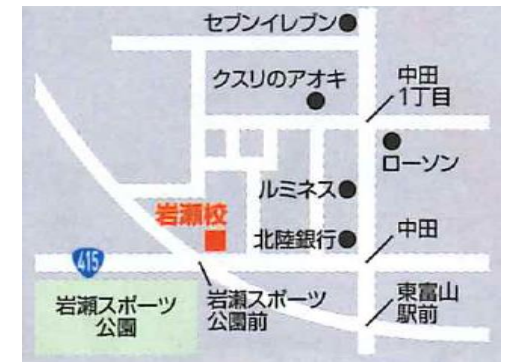 セブンイレブン
クスリのアオキ
中田
1丁目
ローソン
ルミネス
岩瀬校
北陸銀行
中田
415
岩瀬スポーツ
公園
岩瀬スポーツ
公園前
東富山
駅前